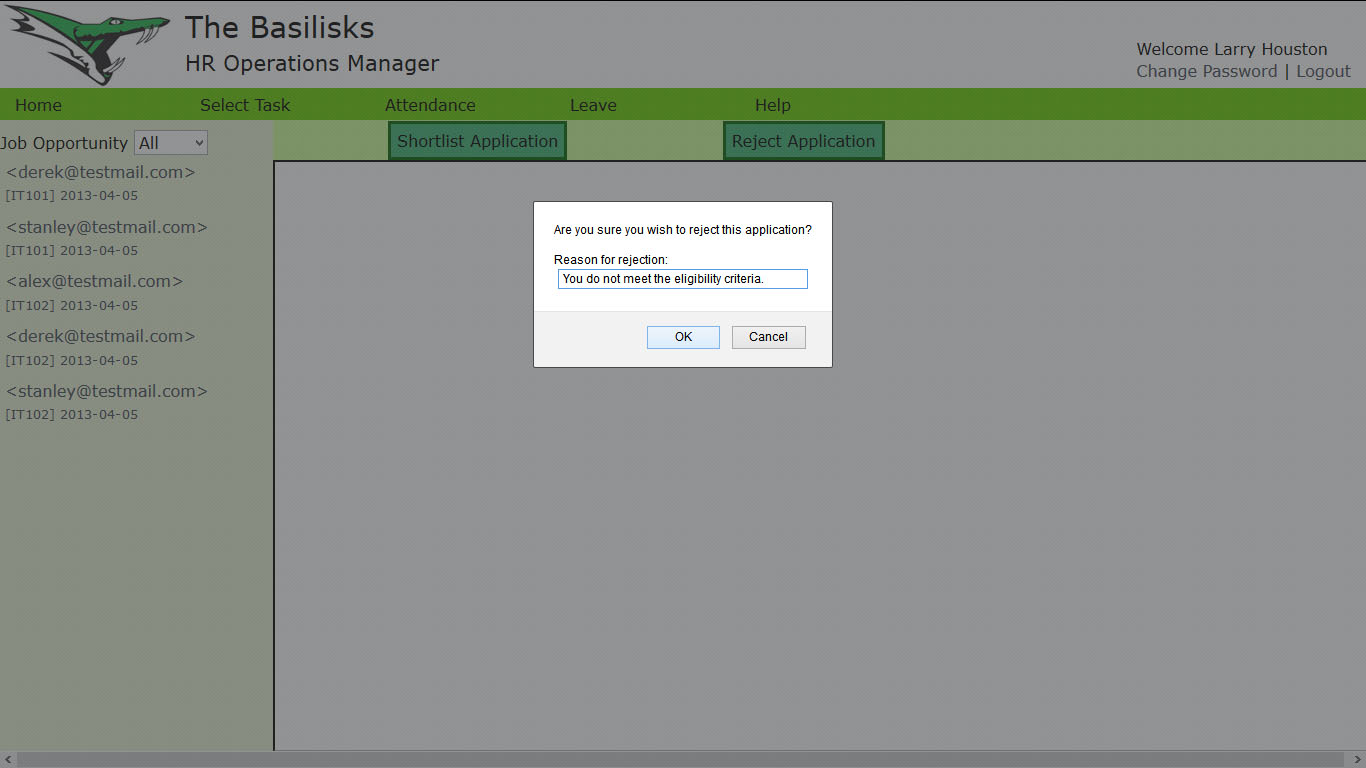 The Basilisks
HR Operations Manager
Welcome Larry Houston
Change Password | Logout
Home Select Task Attendance Leave Help
Job Opportunity All
Shortlist Application Reject Application
<derek@testmail.com>
[IT101] 2013-04-05
<stanley@testmail.com>
[IT101] 2013-04-05
<alex@testmail.com>
[IT102] 2013-04-05
<derek@testmail.com>
[IT102] 2013-04-05
<stanley@testmail.com>
[IT102] 2013-04-05
Are you sure you wish to reject this application?
Reason for rejection:
You do not meet the eligibility criteria.
OK Cancel